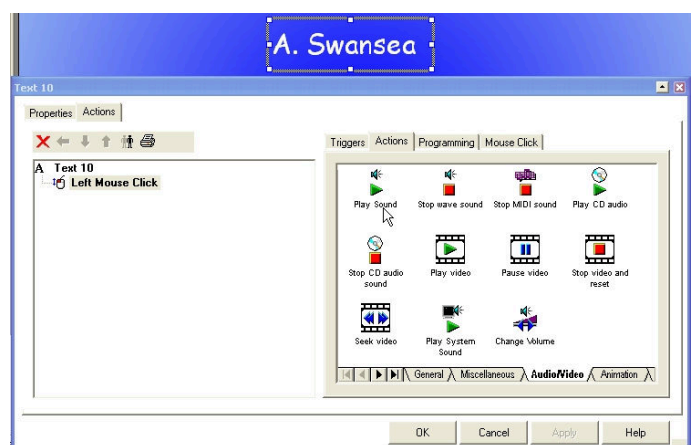 A. Swansea
Text 10
Properties Actions
Triggers Actions Programming Mouse Click
A Text 10
Left Mouse Click
Play Sound Stop wave sound Stop MIDI sound Play CD audio
Stop CD audio sound Play video Pause video Stop video and reset
Seek video Play System Sound Change Volume
General Miscellaneous Audio/Video Animation
OK Cancel Apply Help